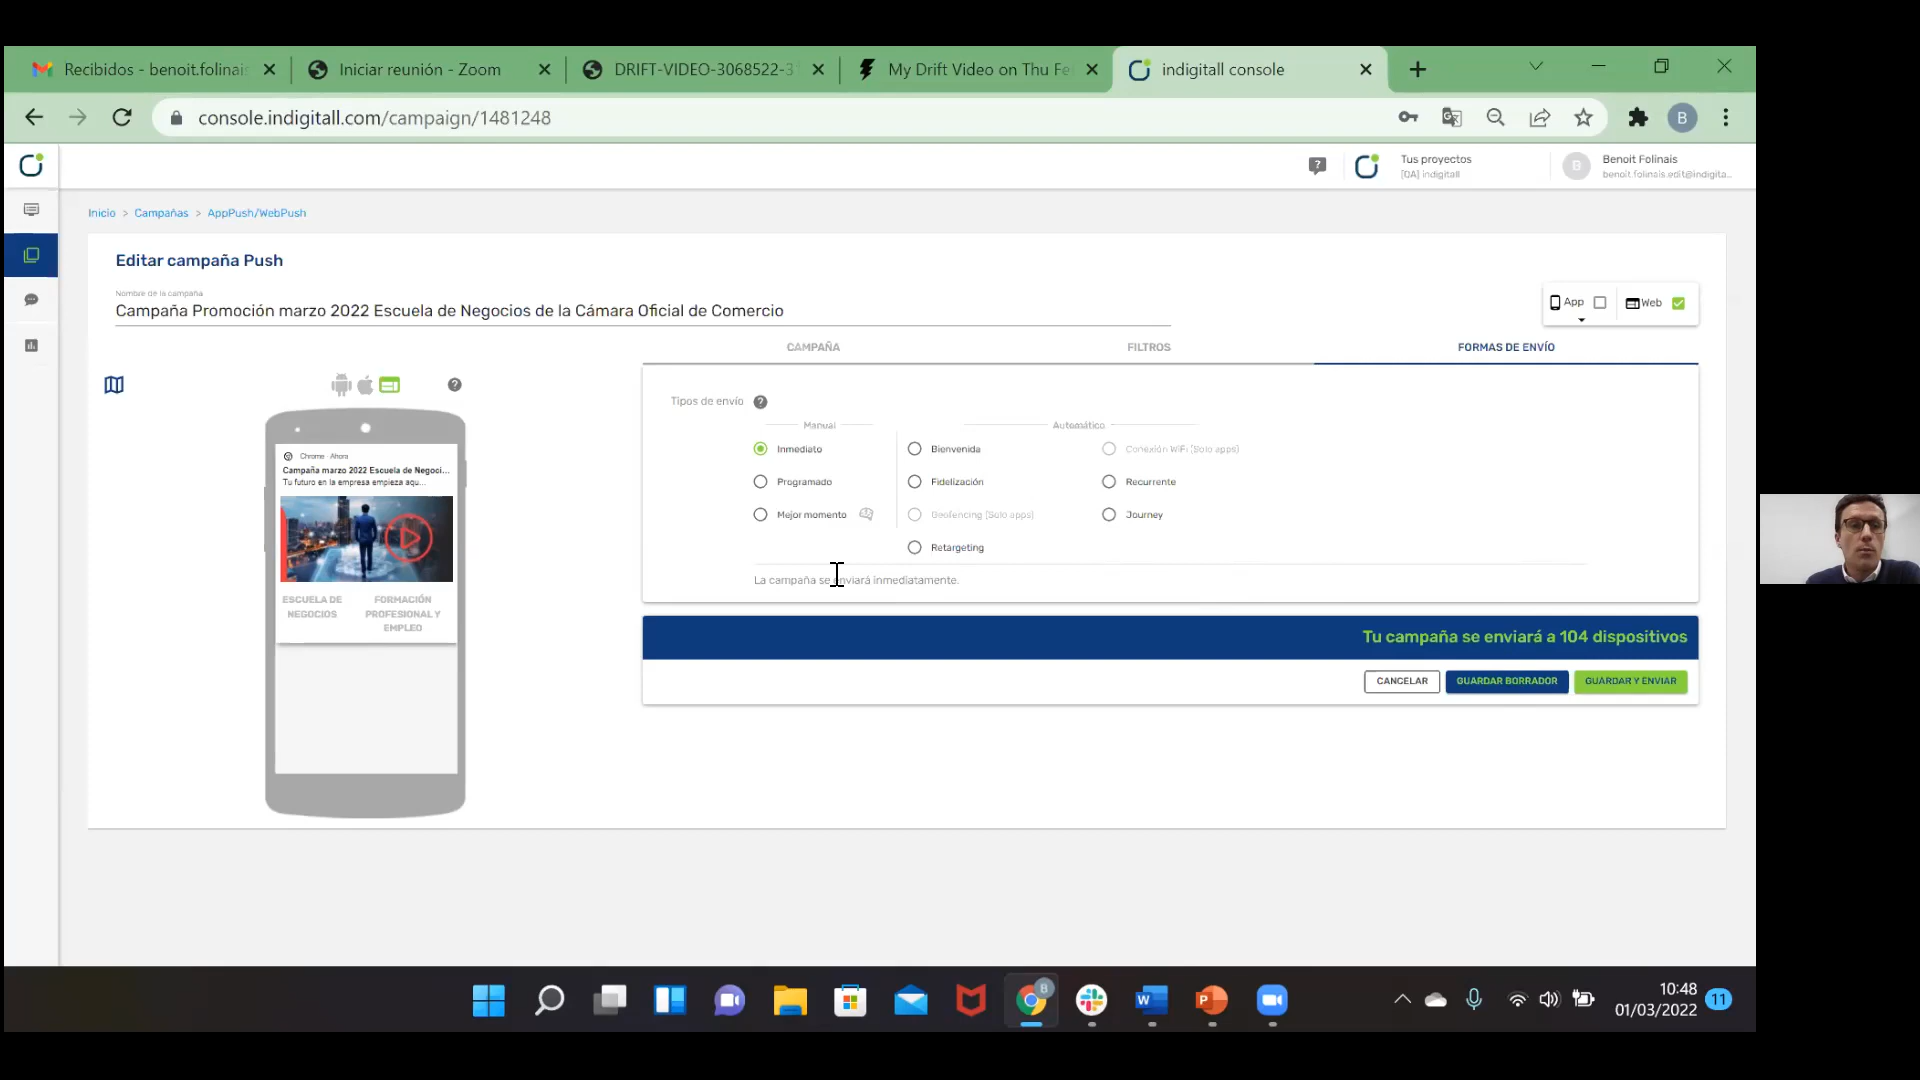 Recibidos - benoit.folinais
Iniciar reunión - Zoom
DRIFT-VIDEO-3068522-3
My Drift Video on Thu Fe
indigitall console
console.indigitall.com/campaign/1481248
B
Tus proyectos
[QA] indigitall
B
Benoit Folinais
benoit.folinais.edit@indigita...
Inicio > Campañas > AppPush/WebPush
Editar campaña Push
Nombre de la campaña
Campaña Promoción marzo 2022 Escuela de Negocios de la Cámara Oficial de Comercio
App
Web
CAMPAÑA
FILTROS
FORMAS DE ENVÍO
Chrome · Ahora
Campaña marzo 2022 Escuela de Negoci...
Tu futuro en la empresa empieza aqu...
ESCUELA DE
NEGOCIOS
FORMACIÓN
PROFESIONAL Y
EMPLEO
Tipos de envío ?
Manual
Automático
Inmediato
Bienvenida
Conexión WiFi (Solo apps)
Programado
Fidelización
Recurrente
Mejor momento
Geofencing (Solo apps)
Journey
Retargeting
La campaña se enviará inmediatamente.
Tu campaña se enviará a 104 dispositivos
CANCELAR
GUARDAR BORRADOR
GUARDAR Y ENVIAR
10:48
01/03/2022
11